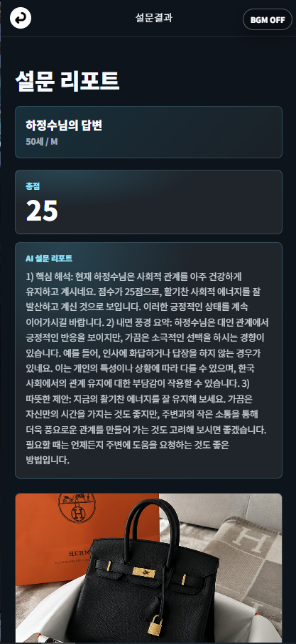 설문결과
BGM OFF
설문 리포트
하정수님의 답변
50세 / M
총점
25
AI 설문 리포트
1) 핵심 해석: 현재 하정수님은 사회적 관계를 아주 건강하게
유지하고 계시네요. 점수가 25점으로, 활기찬 사회적 에너지를 잘
발산하고 계신 것으로 보입니다. 이러한 긍정적인 상태를 계속
이어가시길 바랍니다. 2) 내면 풍경 요약: 하정수님은 대인 관계에서
긍정적인 반응을 보이지만, 가끔은 소극적인 선택을 하시는 경향이
있습니다. 예를 들어, 인사에 화답하거나 답장을 하지 않는 경우가
있네요. 이는 개인의 특성이나 상황에 따라 다를 수 있으며, 한국
사회에서의 관계 유지에 대한 부담감이 작용할 수 있습니다. 3)
따뜻한 제안: 지금의 활기찬 에너지를 잘 유지해 보세요. 가끔은
자신만의 시간을 가지는 것도 좋지만, 주변과의 작은 소통을 통해
더욱 풍요로운 관계를 만들어 가는 것도 고려해 보시면 좋겠습니다.
필요할 때는 언제든지 주변에 도움을 요청하는 것도 좋은
방법입니다.